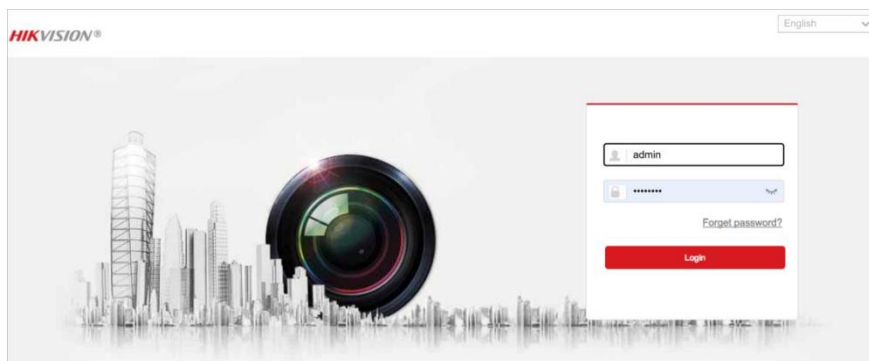 English
HIKVISION®
admin
••••••••
Forget password?
Login